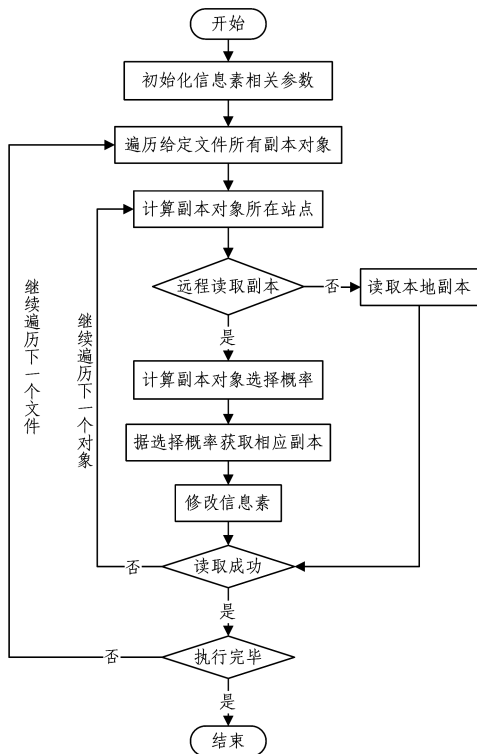 开始
初始化信息素相关参数
遍历给定文件所有副本对象
计算副本对象所在站点
远程读取副本
否
读取本地副本
是
计算副本对象选择概率
据选择概率获取相应副本
修改信息素
读取成功
否
继续遍历下一个对象
是
执行完毕
否
继续遍历下一个文件
是
结束